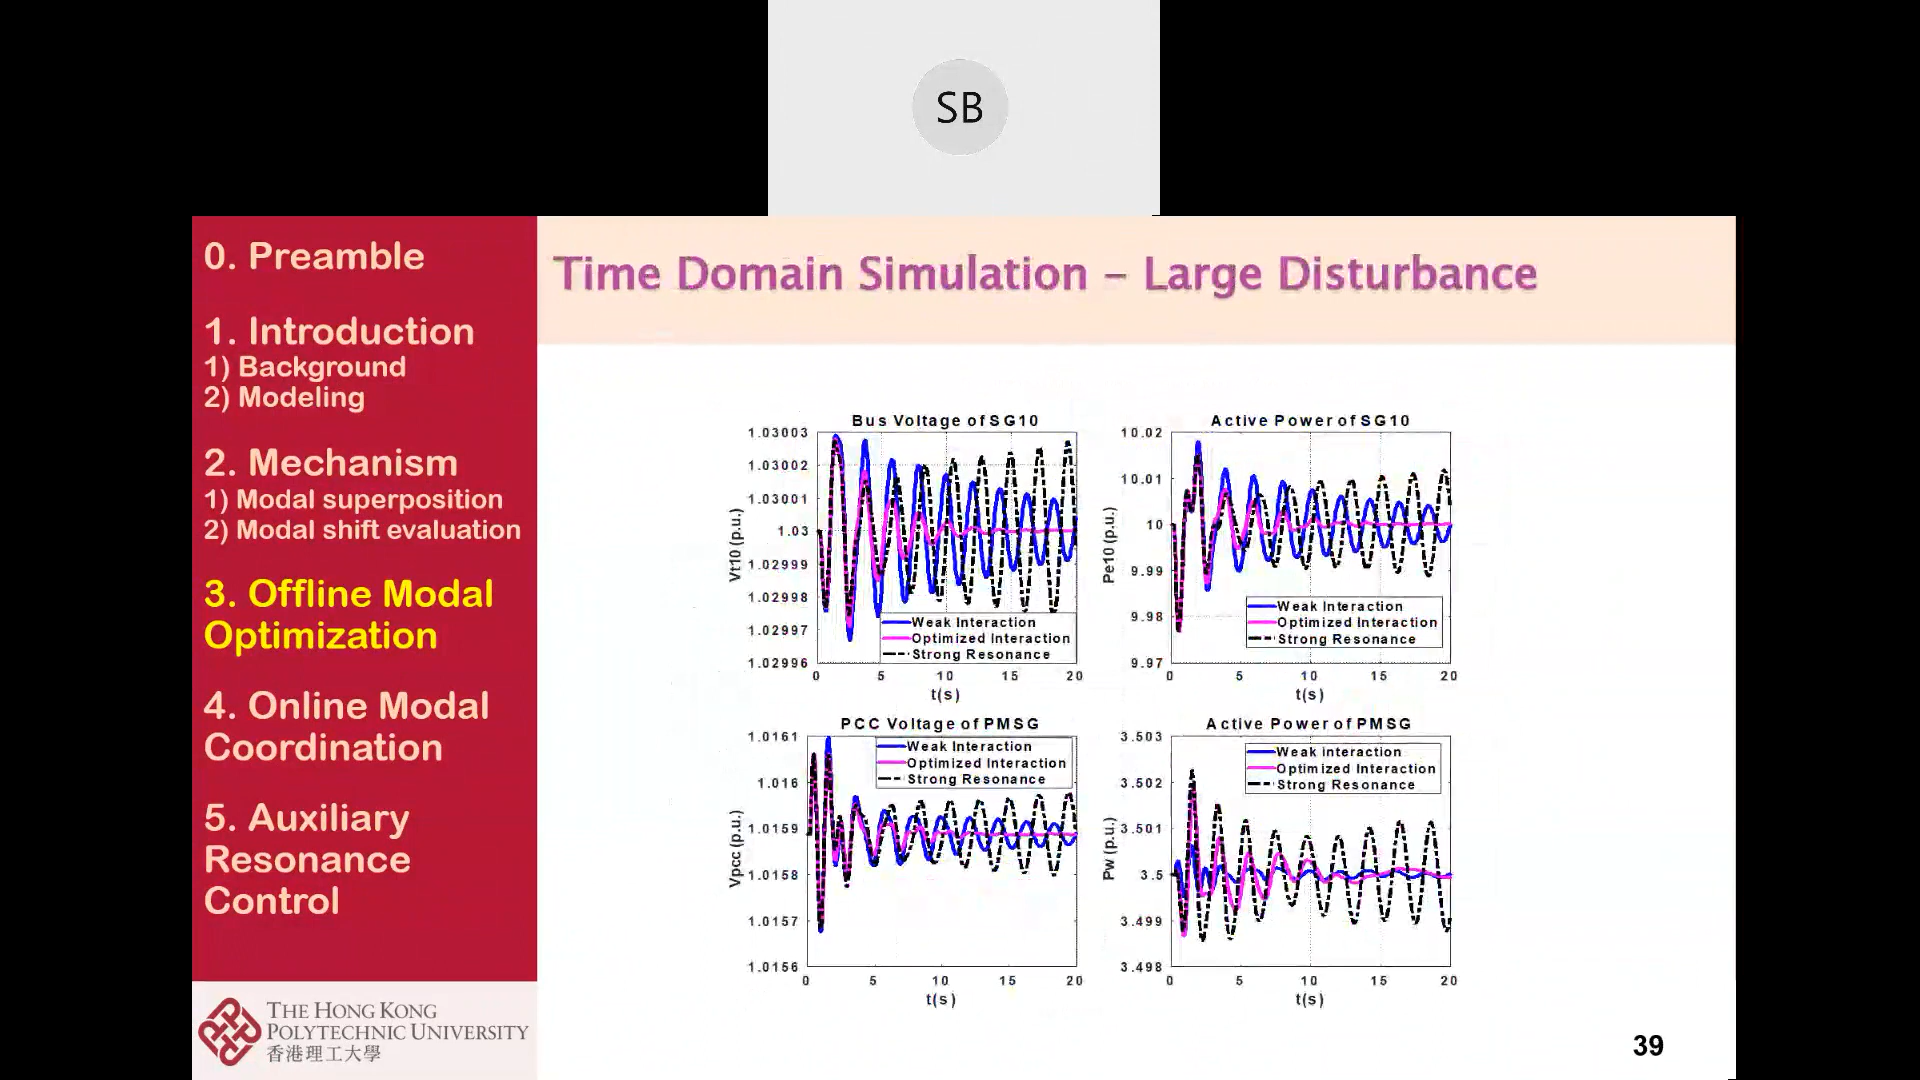 SB
0. Preamble
1. Introduction
1) Background
2) Modeling
2. Mechanism
1) Modal superposition
2) Modal shift evaluation
3. Offline Modal
Optimization
4. Online Modal
Coordination
5. Auxiliary
Resonance
Control
THE HONG KONG
POLYTECHNIC UNIVERSITY
香港理工大學
Time Domain Simulation – Large Disturbance
Bus Voltage of SG10
Vt10 (p.u.)
1.03003
1.03002
1.03001
1.03
1.02999
1.02998
1.02997
1.02996
Weak Interaction
Optimized Interaction
Strong Resonance
0 5 10 15 20
t(s)
Active Power of SG10
Pe10 (p.u.)
10.02
10.01
10
9.99
9.98
9.97
Weak Interaction
Optimized Interaction
Strong Resonance
0 5 10 15 20
t(s)
PCC Voltage of PMSG
Vpcc (p.u.)
1.0161
1.016
1.0159
1.0158
1.0157
1.0156
Weak Interaction
Optimized Interaction
Strong Resonance
0 5 10 15 20
t(s)
Active Power of PMSG
Pw (p.u.)
3.503
3.502
3.501
3.5
3.499
3.498
Weak interaction
Optimized Interaction
Strong Resonance
0 5 10 15 20
t(s)
39